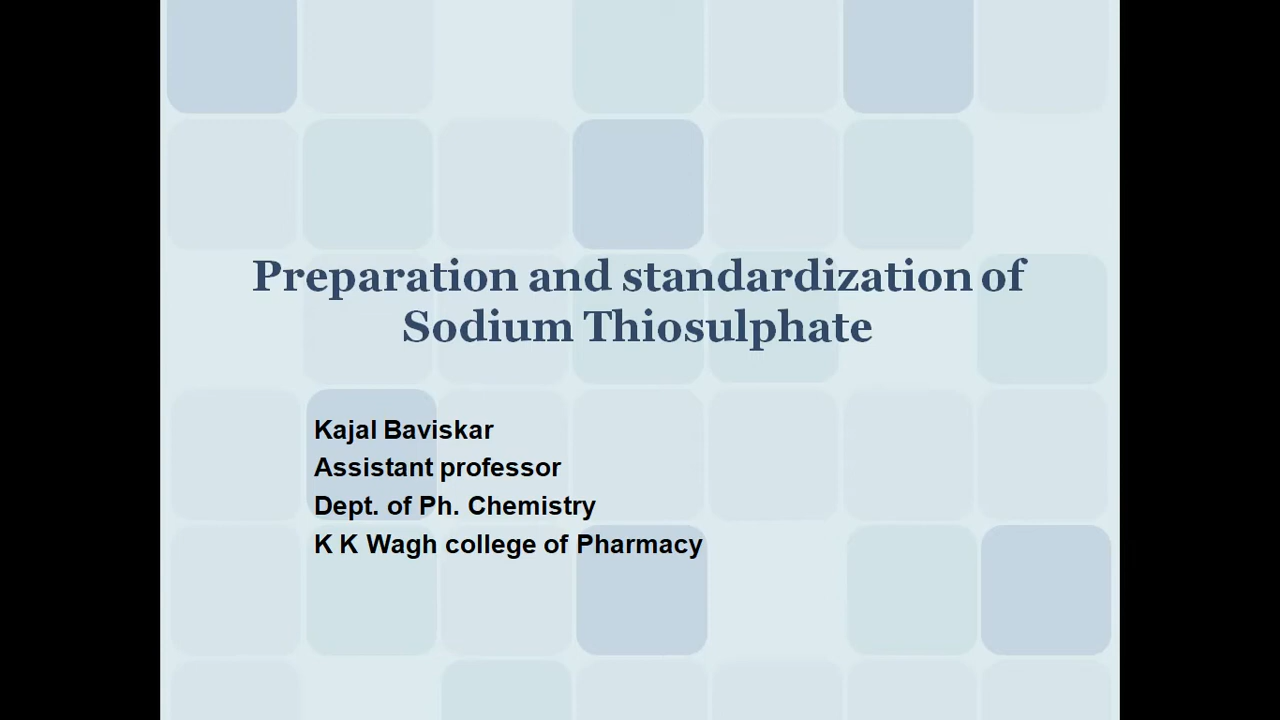 Preparation and standardization of
Sodium Thiosulphate
Kajal Baviskar
Assistant professor
Dept. of Ph. Chemistry
K K Wagh college of Pharmacy